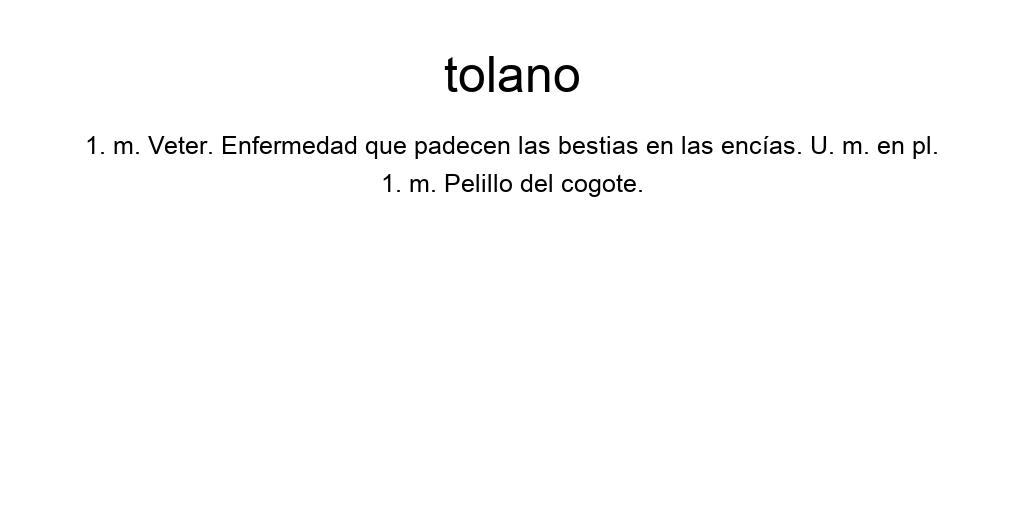 tolano
1. m. Veter. Enfermedad que padecen las bestias en las encías. U. m. en pl.
1. m. Pelillo del cogote.